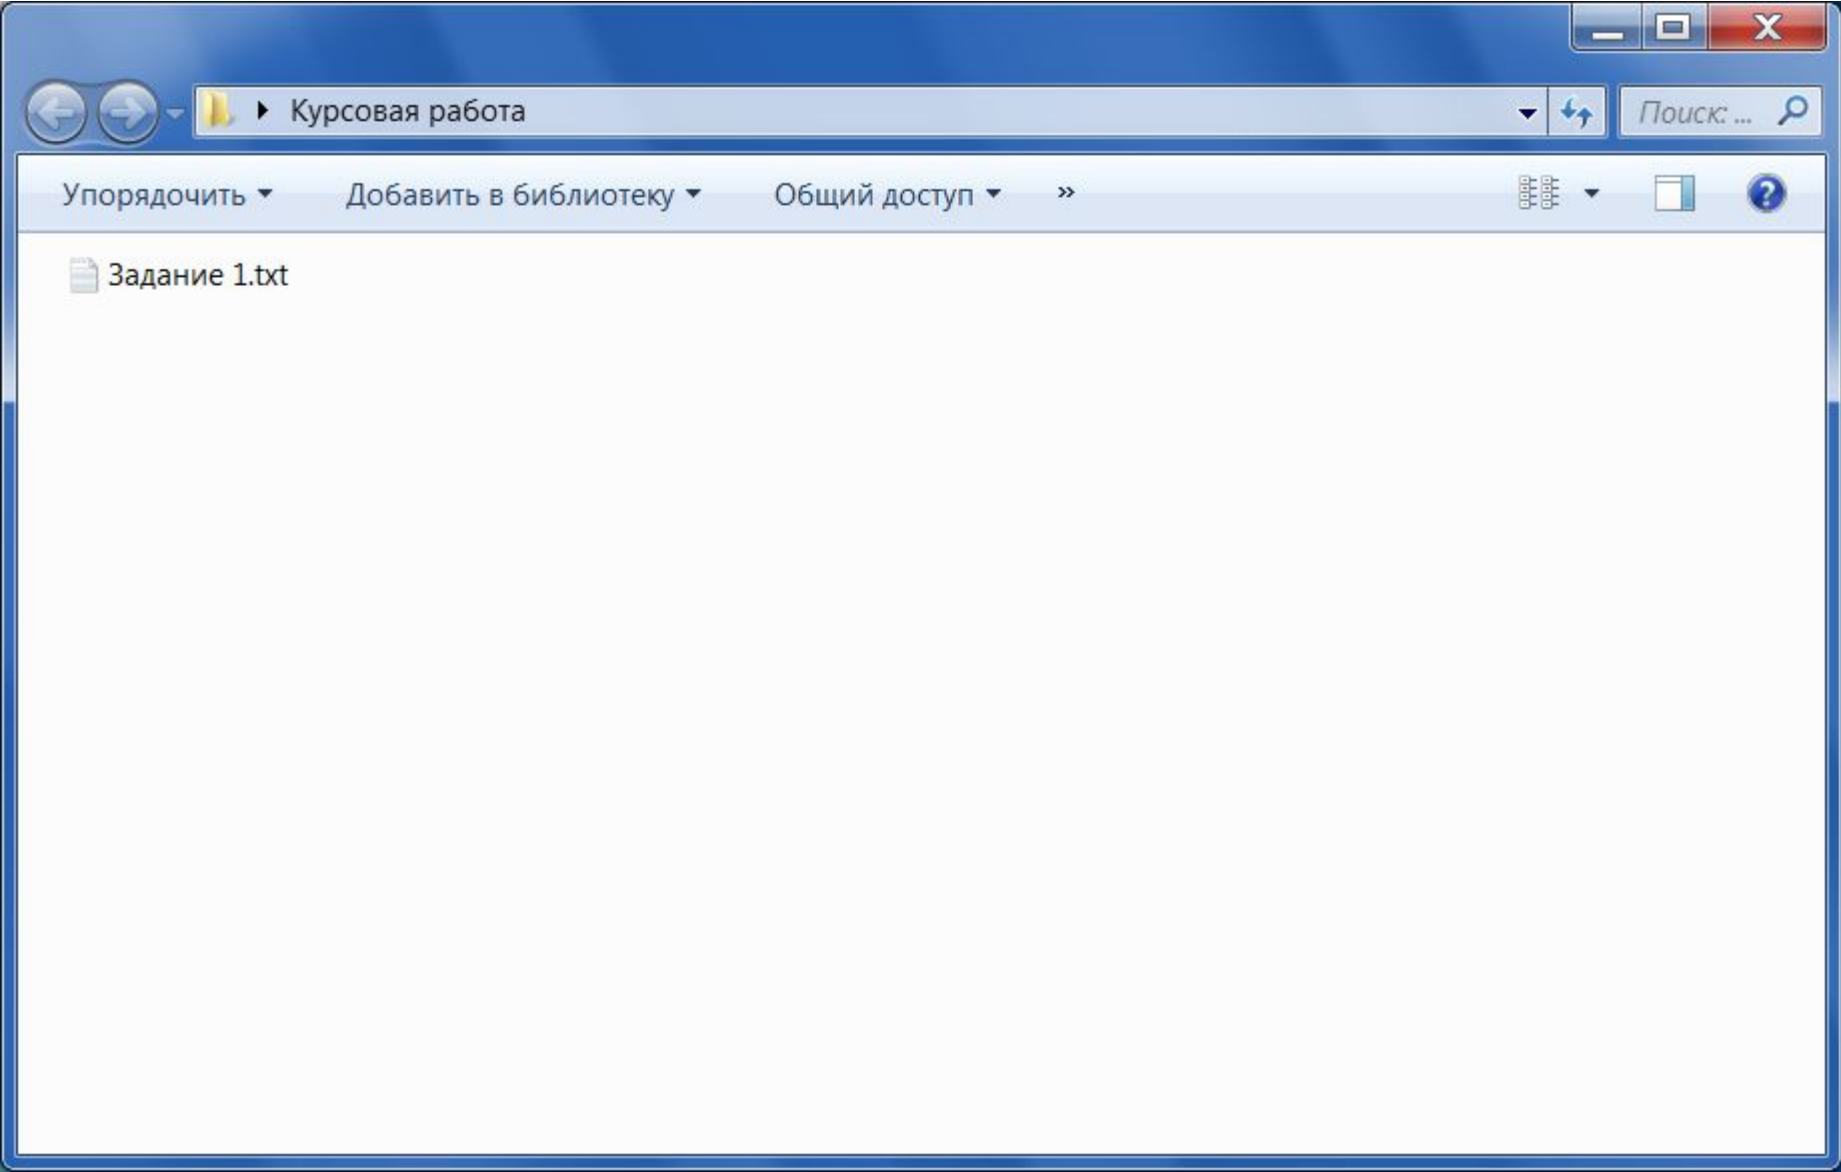 Курсовая работа
Поиск: ...
Упорядочить Добавить в библиотеку Общий доступ »
Задание 1.txt